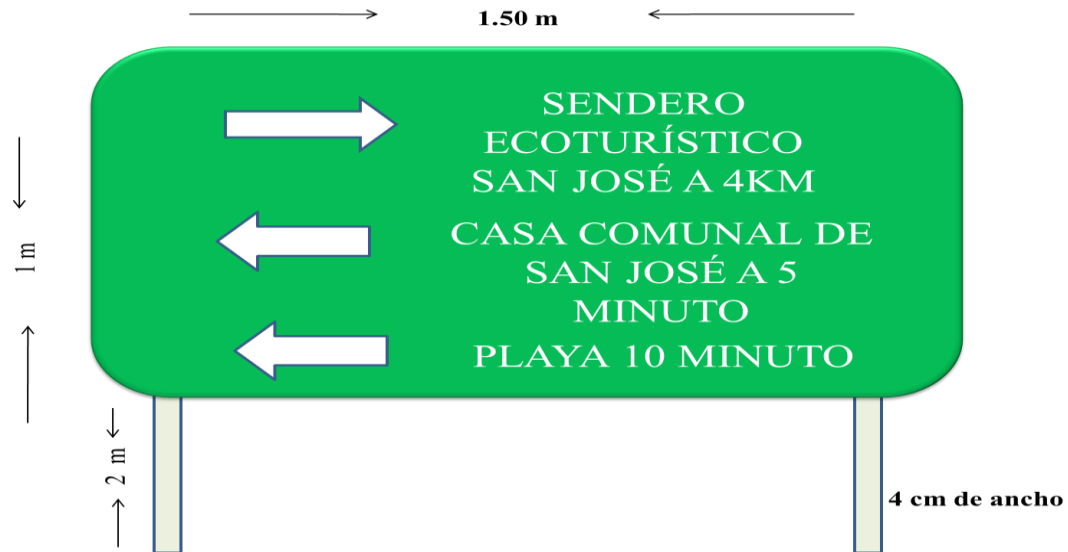 1.50 m
SENDERO
ECOTURÍSTICO
SAN JOSÉ A 4KM
CASA COMUNAL DE
SAN JOSÉ A 5
MINUTO
PLAYA 10 MINUTO
1 m
2 m
4 cm de ancho